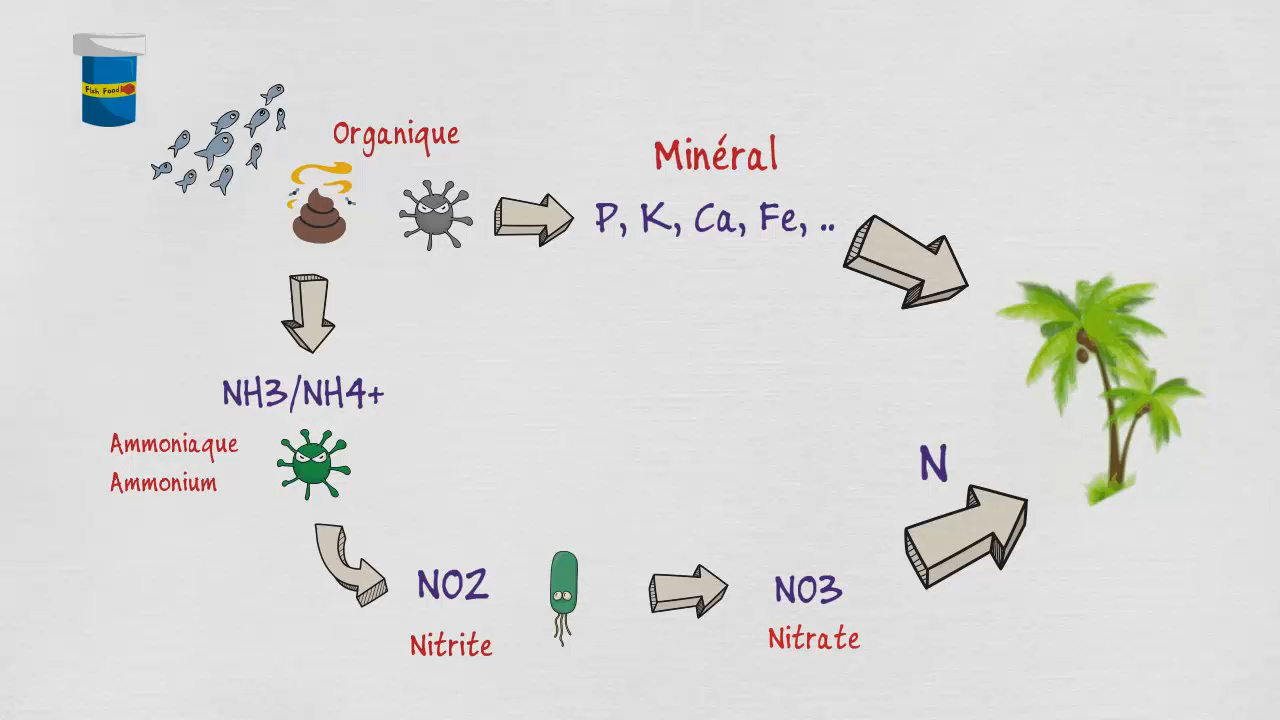 Fish Food
Organique
Minéral
P, K, Ca, Fe, ..
NH3/NH4+
Ammoniaque
Ammonium
N
NO2
Nitrite
NO3
Nitrate